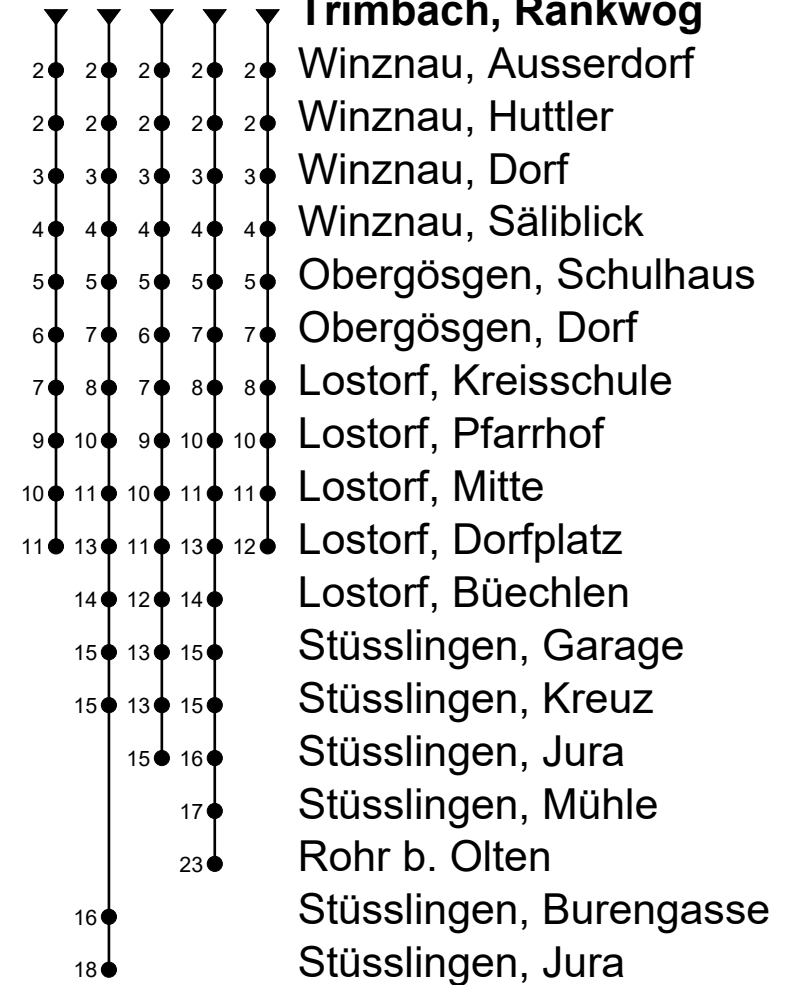 Trimbach, Rankwog
2 2 2 2 2 Winznau, Ausserdorf
2 2 2 2 2 Winznau, Huttler
3 3 3 3 3 Winznau, Dorf
4 4 4 4 4 Winznau, Säliblick
5 5 5 5 5 Obergösgen, Schulhaus
6 7 6 7 7 Obergösgen, Dorf
7 8 7 8 8 Lostorf, Kreisschule
9 10 9 10 10 Lostorf, Pfarrhof
10 11 10 11 11 Lostorf, Mitte
11 13 11 13 12 Lostorf, Dorfplatz
14 12 14 Lostorf, Büechlen
15 13 15 Stüsslingen, Garage
15 13 15 Stüsslingen, Kreuz
15 16 Stüsslingen, Jura
17 Stüsslingen, Mühle
23 Rohr b. Olten
16 Stüsslingen, Burengasse
18 Stüsslingen, Jura